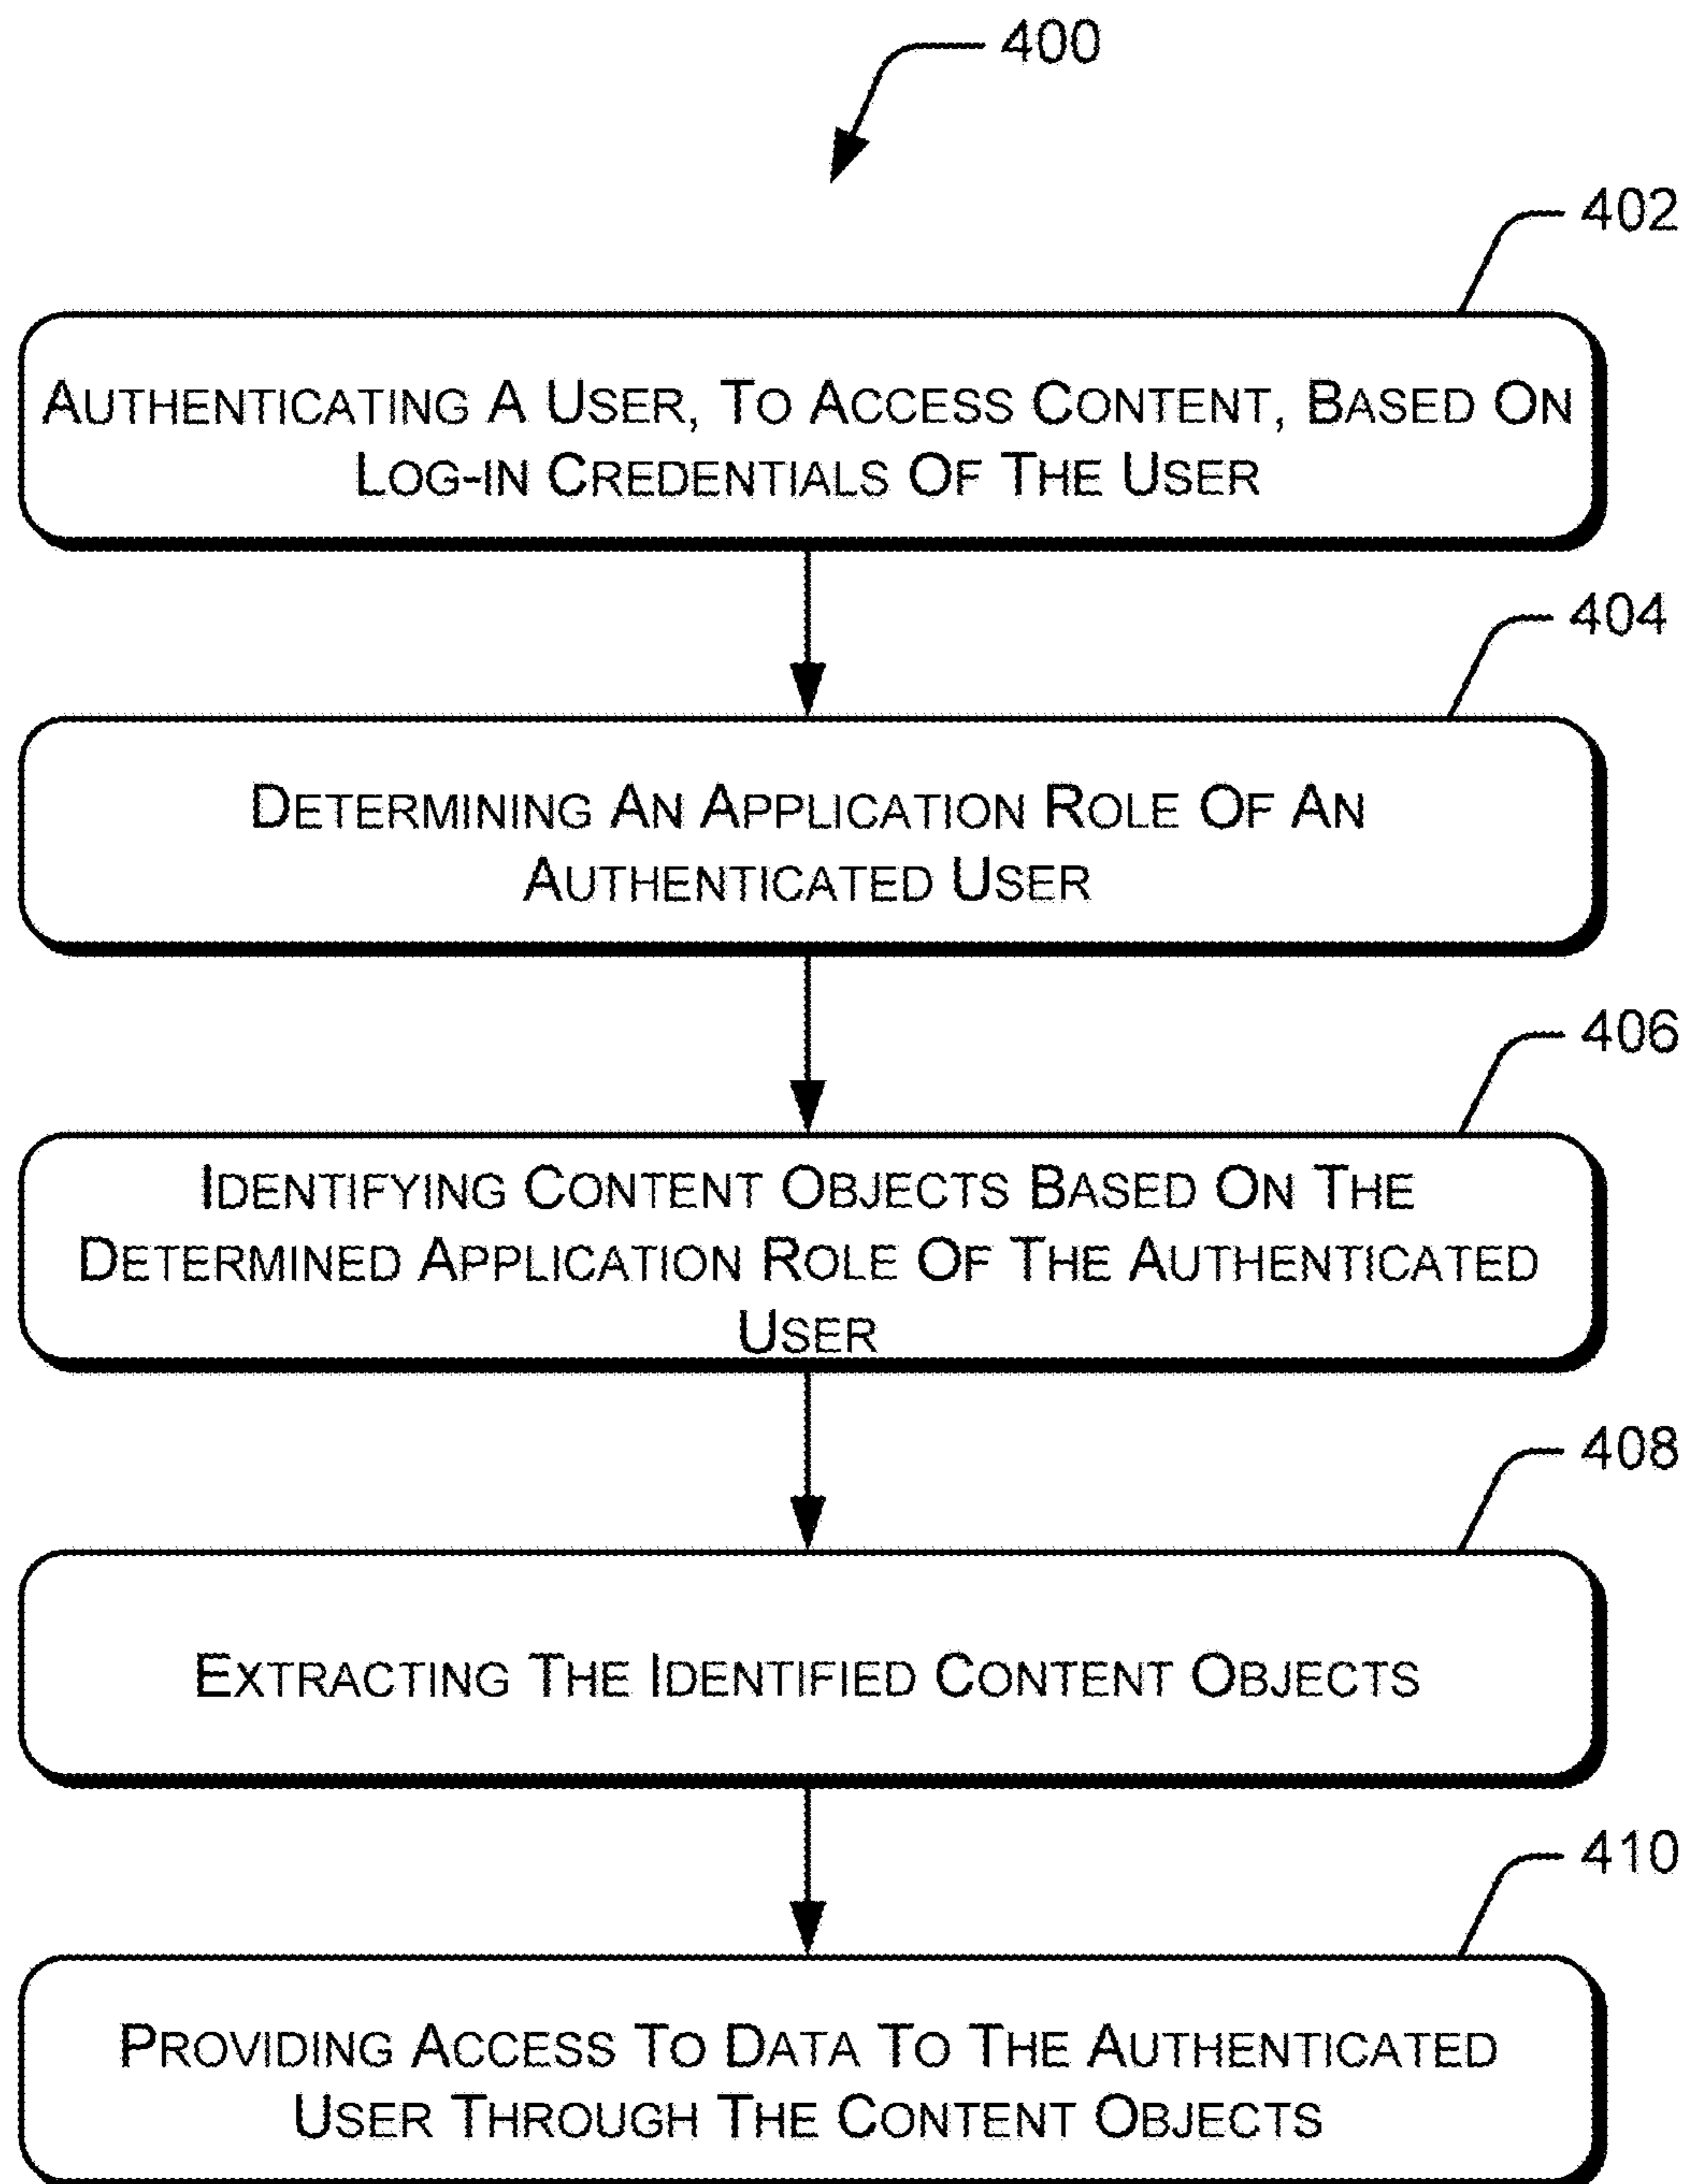 400
402
AUTHENTICATING A USER, TO ACCESS CONTENT, BASED ON
LOG-IN CREDENTIALS OF THE USER
404
DETERMINING AN APPLICATION ROLE OF AN
AUTHENTICATED USER
406
IDENTIFYING CONTENT OBJECTS BASED ON THE
DETERMINED APPLICATION ROLE OF THE AUTHENTICATED
USER
408
EXTRACTING THE IDENTIFIED CONTENT OBJECTS
410
PROVIDING ACCESS TO DATA TO THE AUTHENTICATED
USER THROUGH THE CONTENT OBJECTS